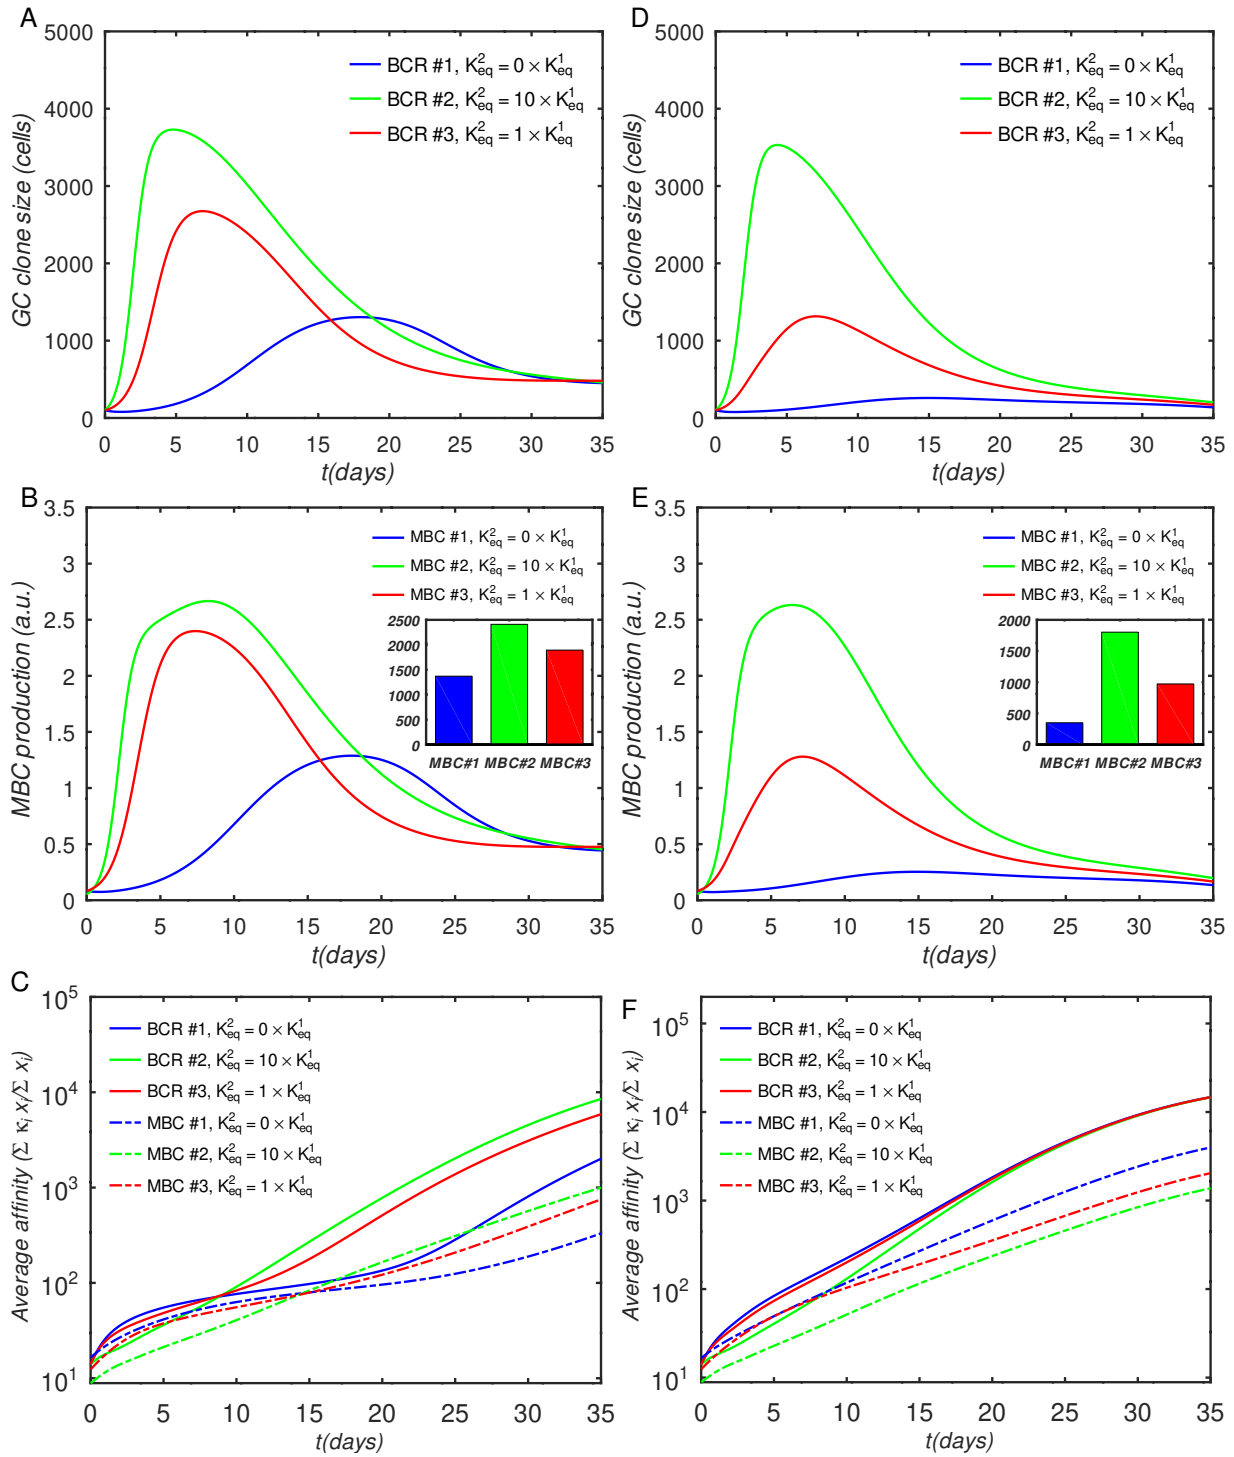 A
GC clone size (cells)
5000
4000
3000
2000
1000
0
BCR #1, K²eq = 0 × K¹eq
BCR #2, K²eq = 10 × K¹eq
BCR #3, K²eq = 1 × K¹eq
0 5 10 15 20 25 30 35
t(days)
D
GC clone size (cells)
5000
4000
3000
2000
1000
0
BCR #1, K²eq = 0 × K¹eq
BCR #2, K²eq = 10 × K¹eq
BCR #3, K²eq = 1 × K¹eq
0 5 10 15 20 25 30 35
t(days)
B
MBC production (a.u.)
3.5
3
2.5
2
1.5
1
0.5
0
MBC #1, K²eq = 0 × K¹eq
MBC #2, K²eq = 10 × K¹eq
MBC #3, K²eq = 1 × K¹eq
2500
2000
1500
1000
500
0
MBC#1 MBC#2 MBC#3
0 5 10 15 20 25 30 35
t(days)
E
MBC production (a.u.)
3.5
3
2.5
2
1.5
1
0.5
0
MBC #1, K²eq = 0 × K¹eq
MBC #2, K²eq = 10 × K¹eq
MBC #3, K²eq = 1 × K¹eq
2000
1500
1000
500
0
MBC#1 MBC#2 MBC#3
0 5 10 15 20 25 30 35
t(days)
C
Average affinity (Σ κᵢ xᵢ/Σ xᵢ)
10⁵
10⁴
10³
10²
10¹
BCR #1, K²eq = 0 × K¹eq
BCR #2, K²eq = 10 × K¹eq
BCR #3, K²eq = 1 × K¹eq
MBC #1, K²eq = 0 × K¹eq
MBC #2, K²eq = 10 × K¹eq
MBC #3, K²eq = 1 × K¹eq
0 5 10 15 20 25 30 35
t(days)
F
Average affinity (Σ κᵢ xᵢ/Σ xᵢ)
10⁵
10⁴
10³
10²
10¹
BCR #1, K²eq = 0 × K¹eq
BCR #2, K²eq = 10 × K¹eq
BCR #3, K²eq = 1 × K¹eq
MBC #1, K²eq = 0 × K¹eq
MBC #2, K²eq = 10 × K¹eq
MBC #3, K²eq = 1 × K¹eq
0 5 10 15 20 25 30 35
t(days)